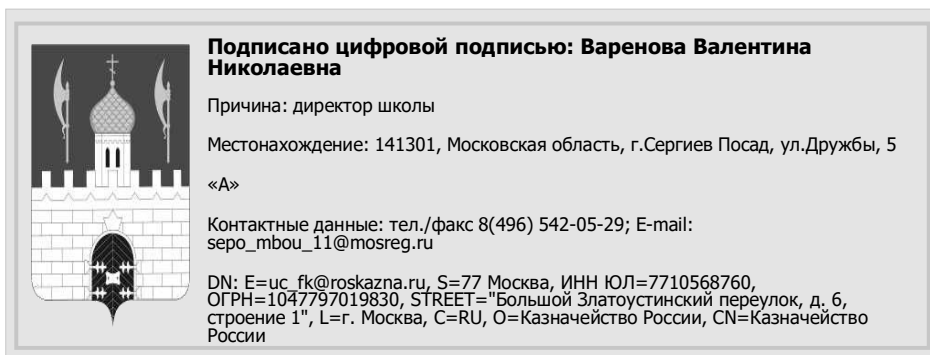 Подписано цифровой подписью: Варенова Валентина
Николаевна
Причина: директор школы
Местонахождение: 141301, Московская область, г.Сергиев Посад, ул.Дружбы, 5
«А»
Контактные данные: тел./факс 8(496) 542-05-29; E-mail:
sepo_mbou_11@mosreg.ru
DN: E=uc_fk@roskazna.ru, S=77 Москва, ИНН ЮЛ=7710568760,
ОГРН=1047797019830, STREET="Большой Златоустинский переулок, д. 6,
строение 1", L=г. Москва, C=RU, O=Казначейство России, CN=Казначейство
России